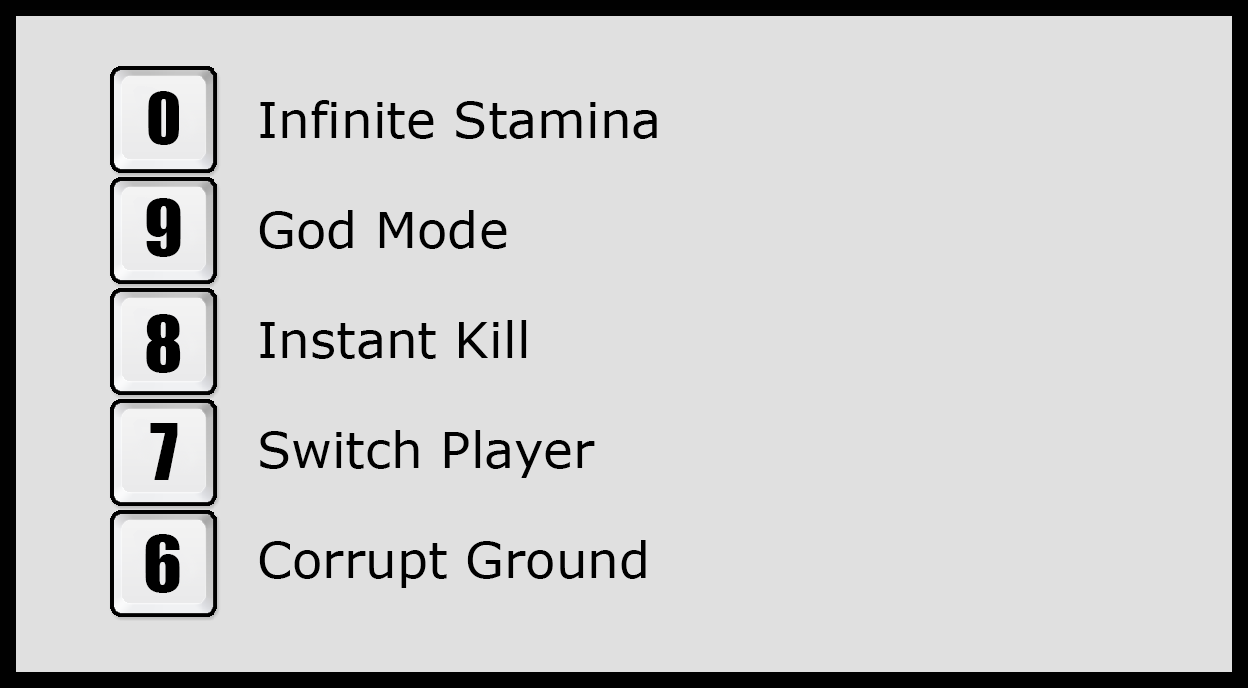 0 Infinite Stamina
9 God Mode
8 Instant Kill
7 Switch Player
6 Corrupt Ground